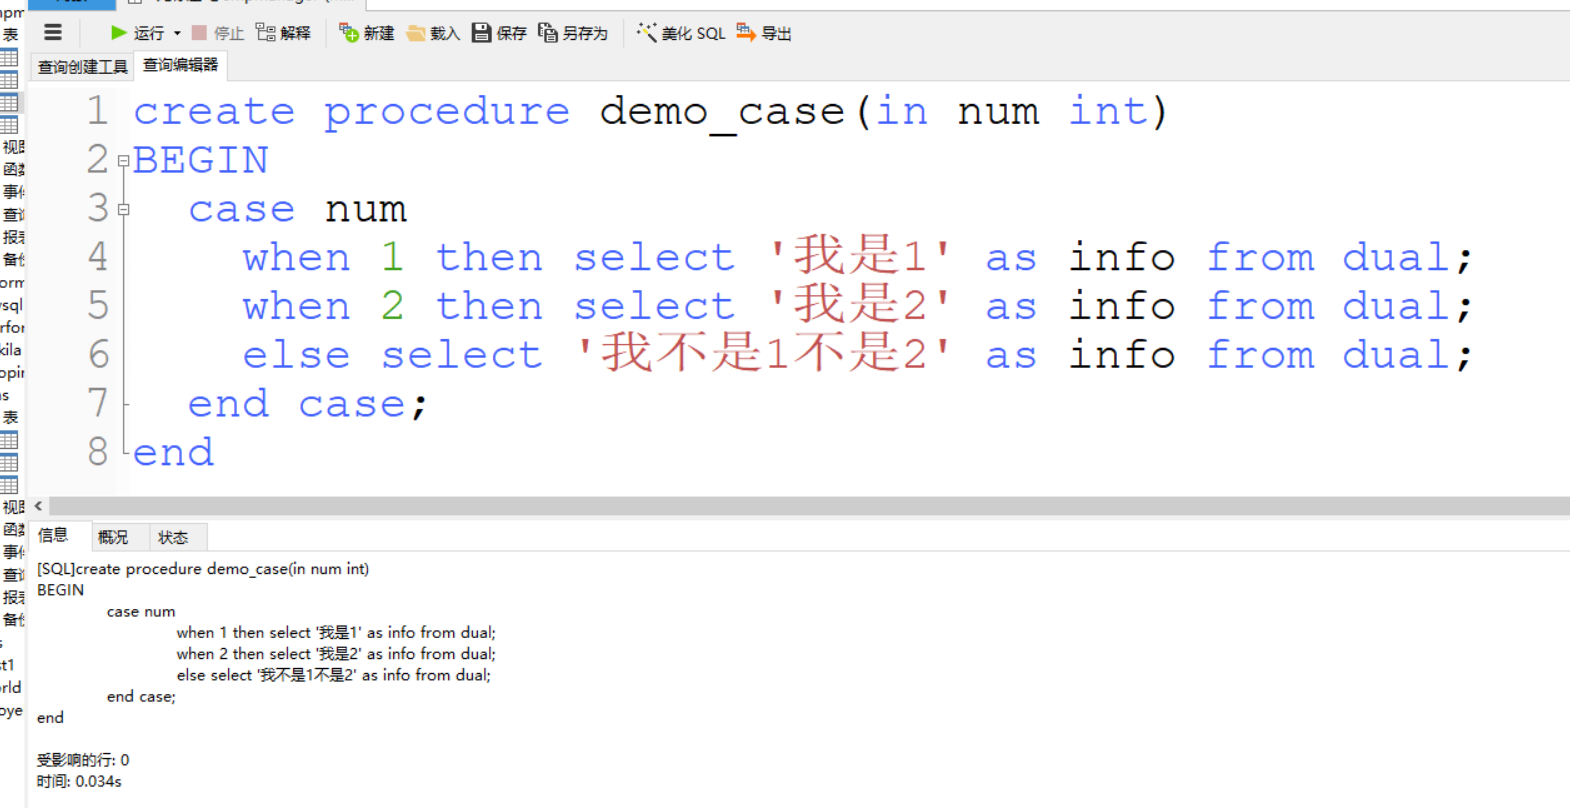 表
运行 停止 解释 新建 载入 保存 另存为 美化 SQL 导出
查询创建工具 查询编辑器
1 create procedure demo_case(in num int)
2 BEGIN
3 case num
4 when 1 then select '我是1' as info from dual;
5 when 2 then select '我是2' as info from dual;
6 else select '我不是1不是2' as info from dual;
7 end case;
8 end
信息 概况 状态
[SQL]create procedure demo_case(in num int)
BEGIN
case num
when 1 then select '我是1' as info from dual;
when 2 then select '我是2' as info from dual;
else select '我不是1不是2' as info from dual;
end case;
end
受影响的行: 0
时间: 0.034s
表